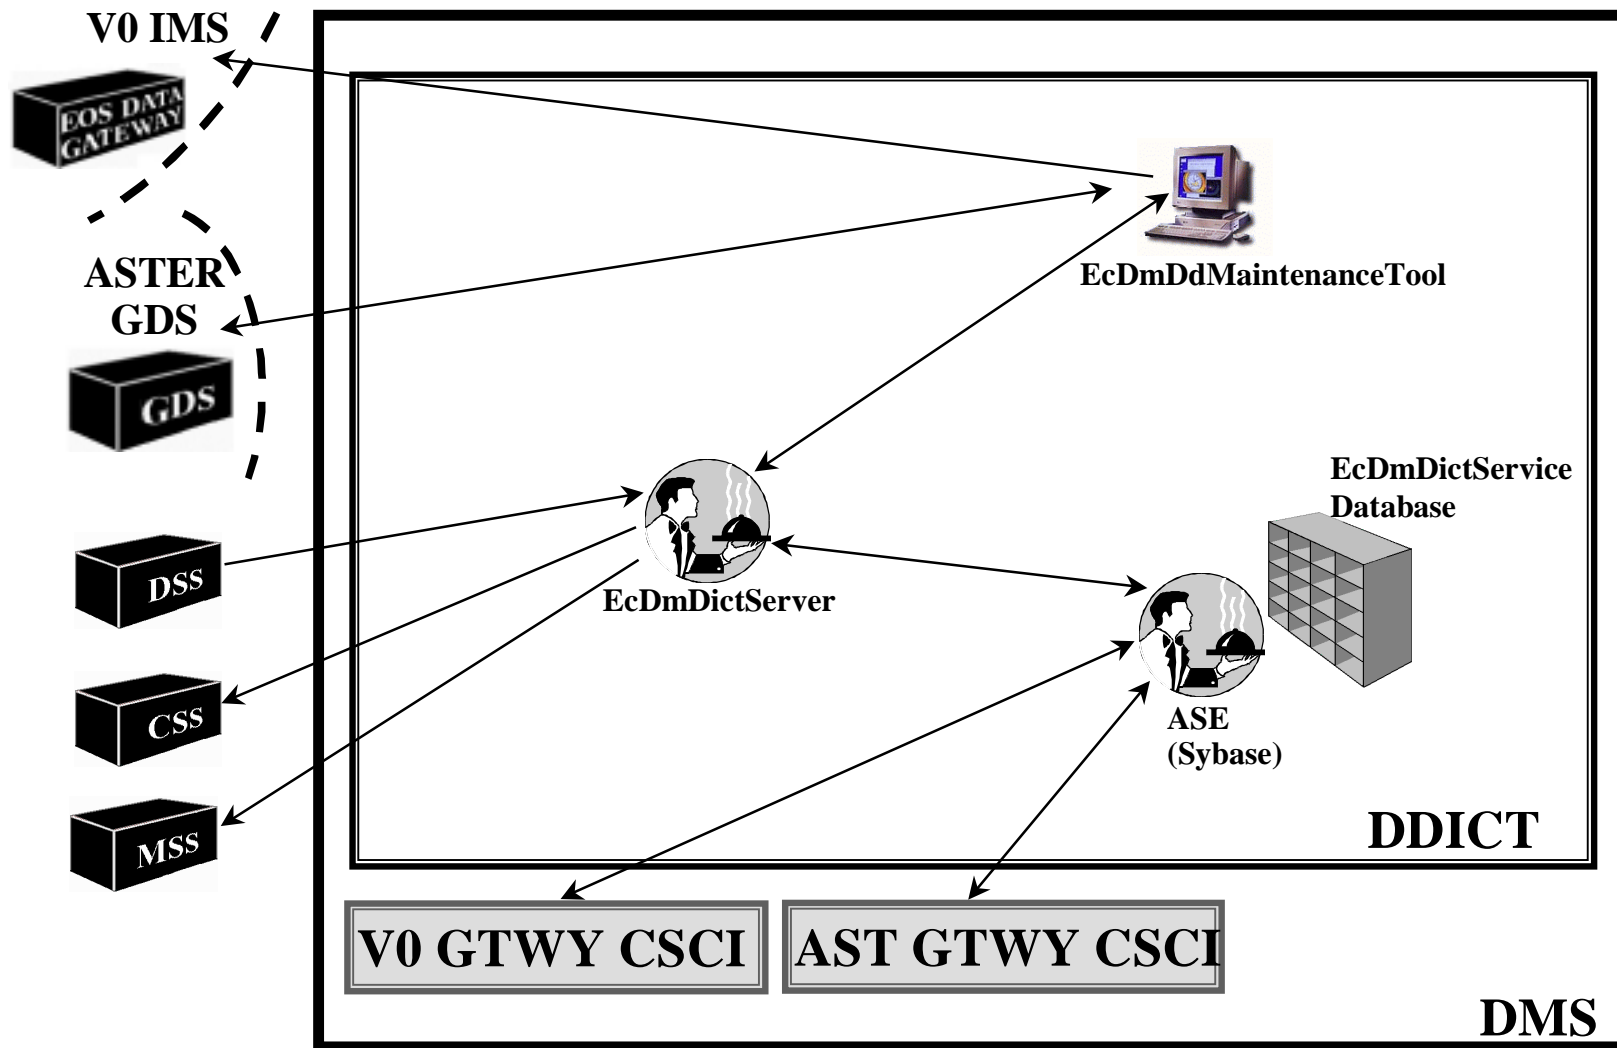 V0 IMS
EOS DATA
GATEWAY
ASTER
GDS
GDS
DSS
CSS
MSS
EcDmDdMaintenanceTool
EcDmDictServer
EcDmDictService
Database
ASE
(Sybase)
DDICT
V0 GTWY CSCI
AST GTWY CSCI
DMS